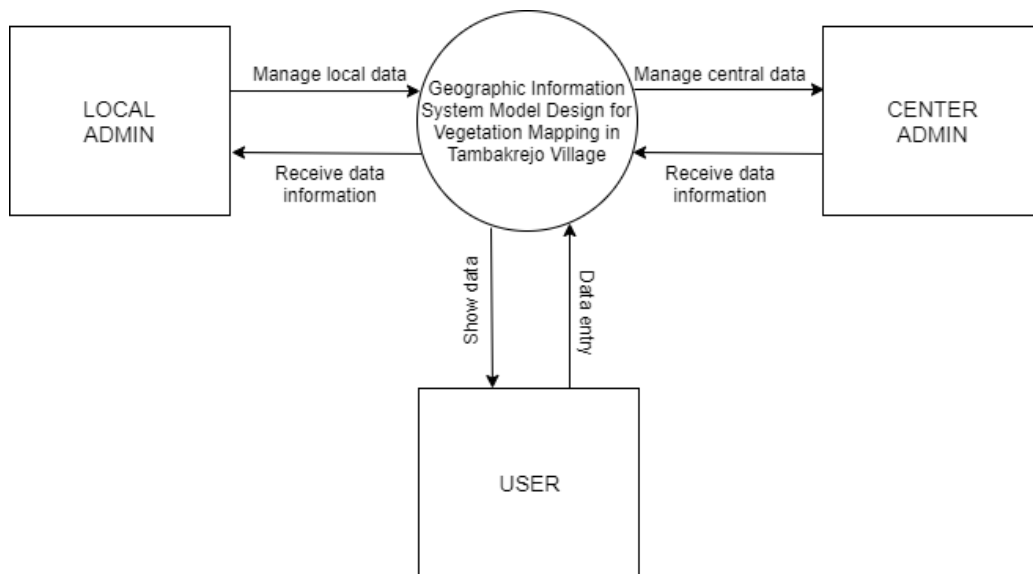 LOCAL
ADMIN
Manage local data
Receive data
information
Geographic Information
System Model Design for
Vegetation Mapping in
Tambakrejo Village
Manage central data
Receive data
information
CENTER
ADMIN
Show data
Data entry
USER